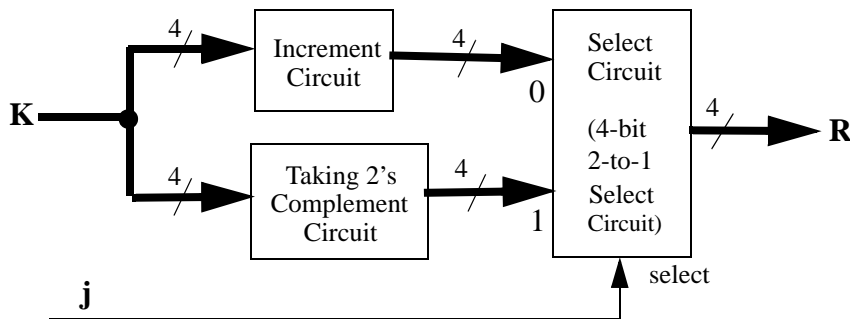 4
Increment
Circuit
4
0
K
4
Taking 2's
Complement
Circuit
4
1
Select
Circuit
(4-bit
2-to-1
Select
Circuit)
4
R
select
j